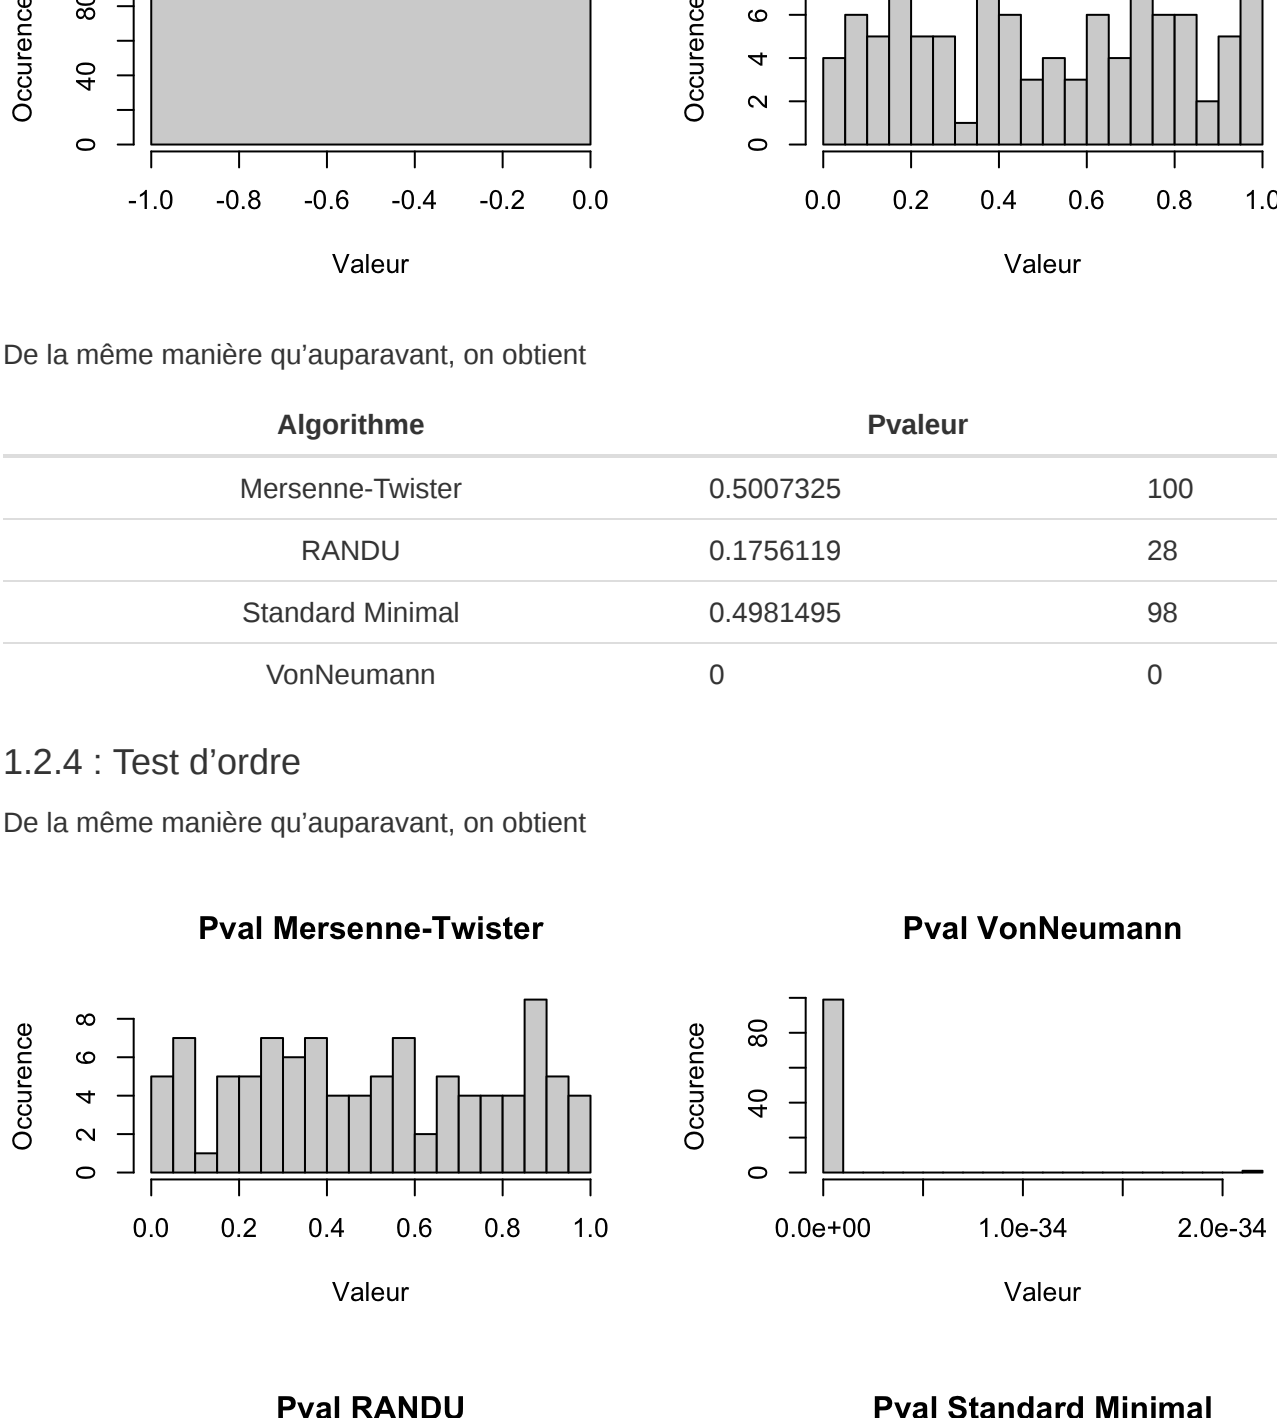 Occurence
0
40
80
-1.0 -0.8 -0.6 -0.4 -0.2 0.0
Valeur
Occurence
0 2 4 6
0.0 0.2 0.4 0.6 0.8 1.0
Valeur
De la même manière qu’auparavant, on obtient
Algorithme Pvaleur
Mersenne-Twister 0.5007325 100
RANDU 0.1756119 28
Standard Minimal 0.4981495 98
VonNeumann 0 0
1.2.4 : Test d’ordre
De la même manière qu’auparavant, on obtient
Pval Mersenne-Twister
Occurence
0 2 4 6 8
0.0 0.2 0.4 0.6 0.8 1.0
Valeur
Pval VonNeumann
Occurence
0 40 80
0.0e+00 1.0e-34 2.0e-34
Valeur
Pval RANDU
Pval Standard Minimal